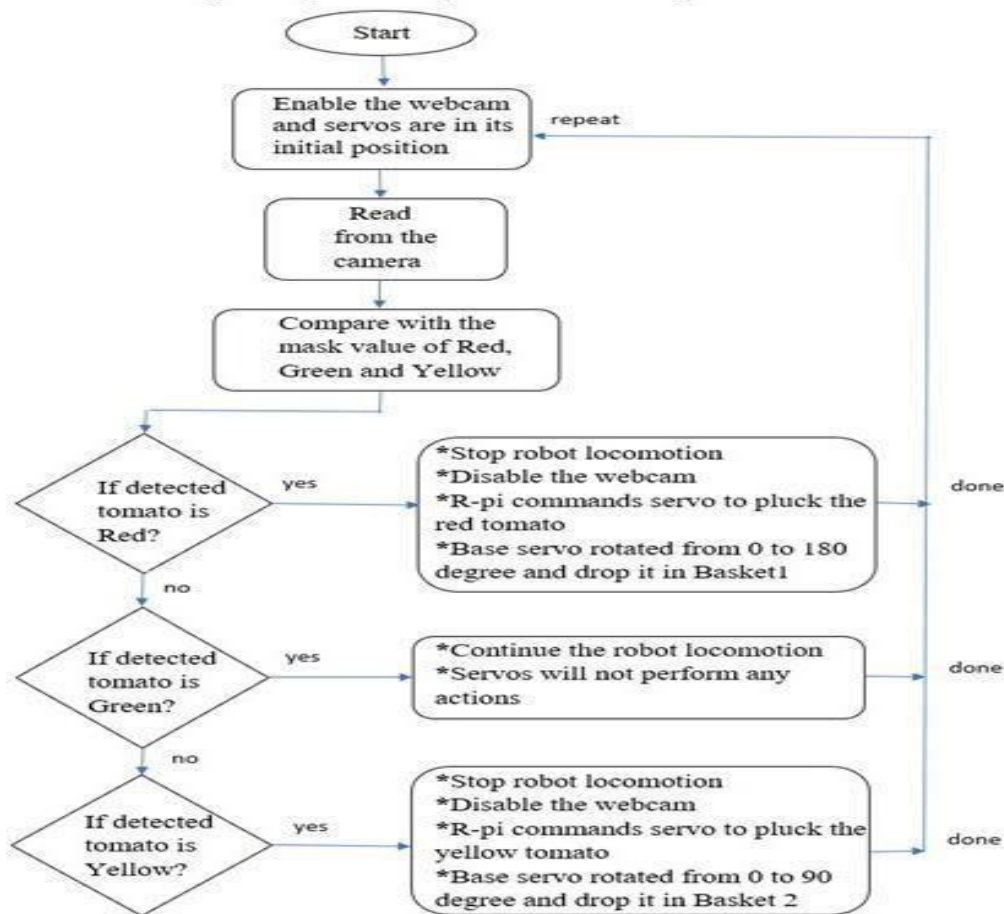 Start
Enable the webcam
and servos are in its
initial position
repeat
Read
from the
camera
Compare with the
mask value of Red,
Green and Yellow
If detected
tomato is
Red?
yes
*Stop robot locomotion
*Disable the webcam
*R-pi commands servo to pluck the
red tomato
*Base servo rotated from 0 to 180
degree and drop it in Basket1
done
no
If detected
tomato is
Green?
yes
*Continue the robot locomotion
*Servos will not perform any
actions
done
no
If detected
tomato is
Yellow?
yes
*Stop robot locomotion
*Disable the webcam
*R-pi commands servo to pluck the
yellow tomato
*Base servo rotated from 0 to 90
degree and drop it in Basket 2
done